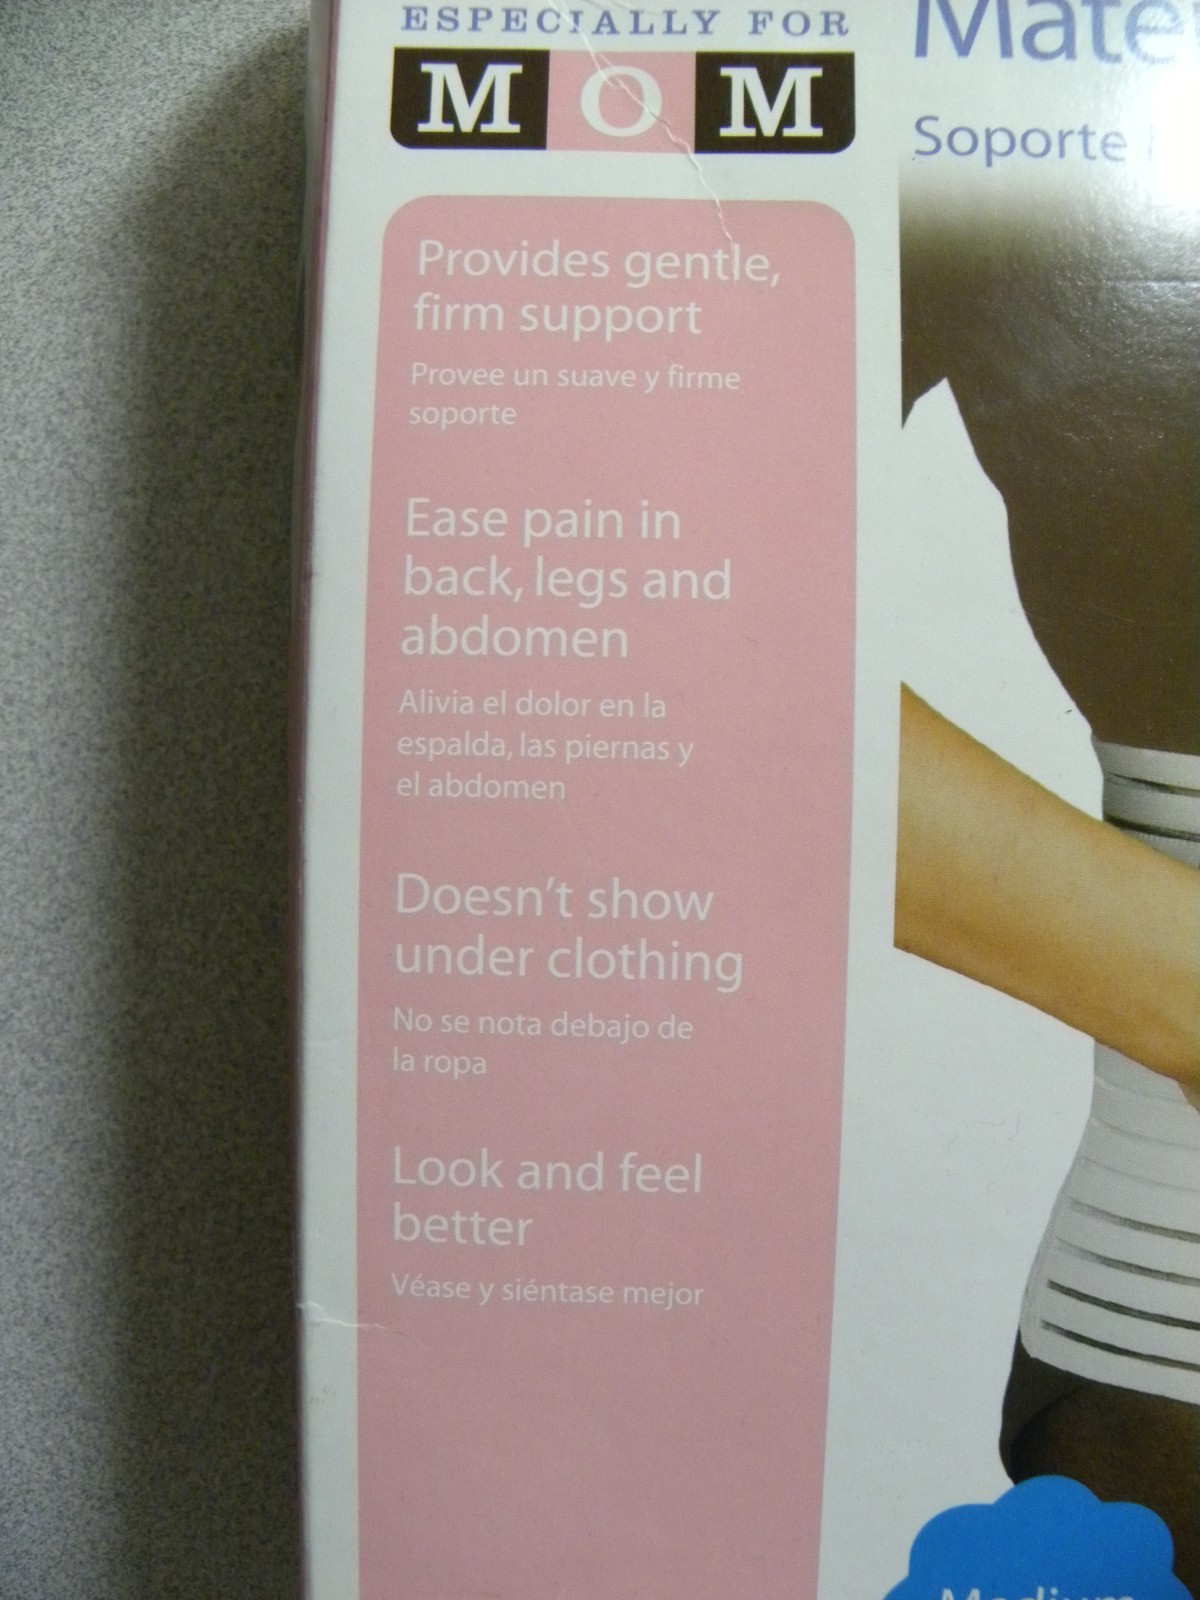 ESPECIALLY FOR
MOM
Provides gentle,
firm support
Provee un suave y firme
soporte
Ease pain in
back, legs and
abdomen
Alivia el dolor en la
espalda, las piernas y
el abdomen
Doesn't show
under clothing
No se nota debajo de
la ropa
Look and feel
better
Véase y siéntase mejor
Soporte
Medium